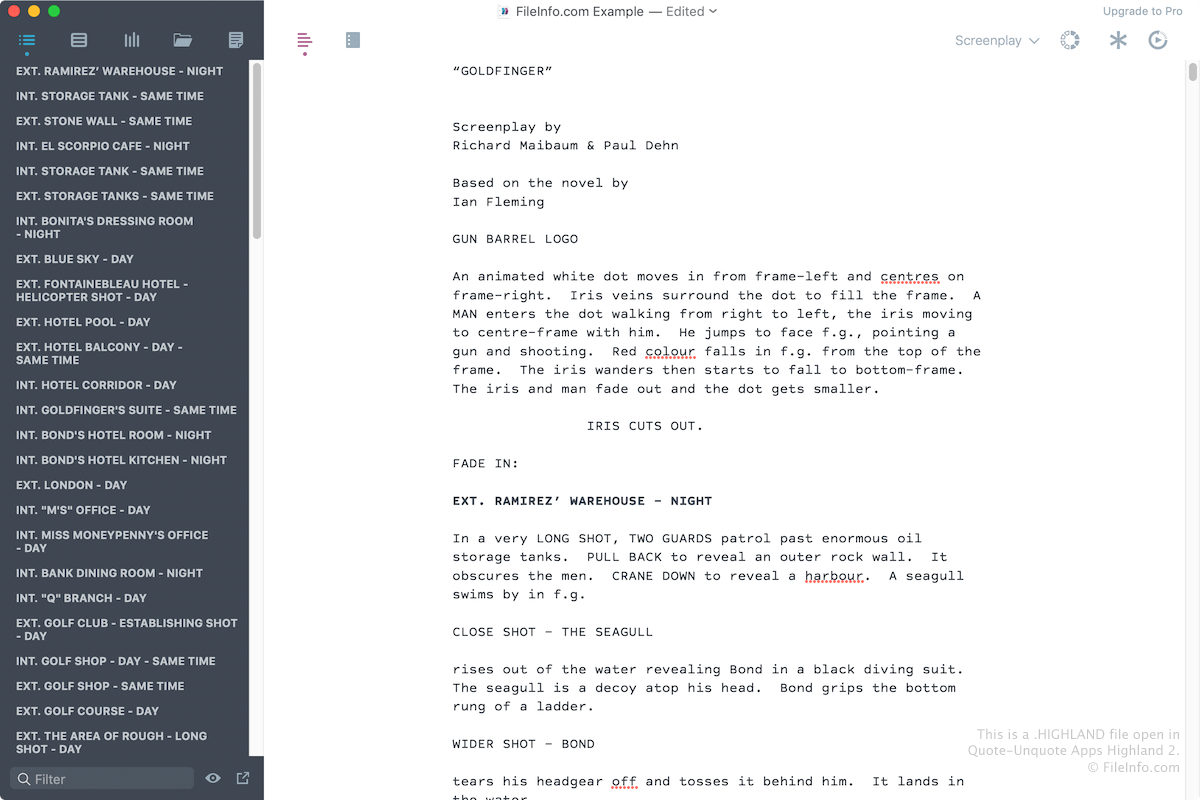 FileInfo.com Example — Edited
Upgrade to Pro
Screenplay
EXT. RAMIREZ’ WAREHOUSE - NIGHT
INT. STORAGE TANK - SAME TIME
EXT. STONE WALL - SAME TIME
INT. EL SCORPIO CAFE - NIGHT
INT. STORAGE TANK - SAME TIME
EXT. STORAGE TANKS - SAME TIME
INT. BONITA'S DRESSING ROOM
- NIGHT
EXT. BLUE SKY - DAY
EXT. FONTAINEBLEAU HOTEL -
HELICOPTER SHOT - DAY
EXT. HOTEL POOL - DAY
EXT. HOTEL BALCONY - DAY -
SAME TIME
INT. HOTEL CORRIDOR - DAY
INT. GOLDFINGER'S SUITE - SAME TIME
INT. BOND'S HOTEL ROOM - NIGHT
INT. BOND'S HOTEL KITCHEN - NIGHT
EXT. LONDON - DAY
INT. "M'S" OFFICE - DAY
INT. MISS MONEYPENNY'S OFFICE
- DAY
INT. BANK DINING ROOM - NIGHT
INT. "Q" BRANCH - DAY
EXT. GOLF CLUB - ESTABLISHING SHOT
- DAY
INT. GOLF SHOP - DAY - SAME TIME
EXT. GOLF SHOP - SAME TIME
EXT. GOLF COURSE - DAY
EXT. THE AREA OF ROUGH - LONG
SHOT - DAY
Filter
“GOLDFINGER”
Screenplay by
Richard Maibaum & Paul Dehn
Based on the novel by
Ian Fleming
GUN BARREL LOGO
An animated white dot moves in from frame-left and centres on
frame-right.  Iris veins surround the dot to fill the frame.  A
MAN enters the dot walking from right to left, the iris moving
to centre-frame with him.  He jumps to face f.g., pointing a
gun and shooting.  Red colour falls in f.g. from the top of the
frame.  The iris wanders then starts to fall to bottom-frame.
The iris and man fade out and the dot gets smaller.
IRIS CUTS OUT.
FADE IN:
EXT. RAMIREZ’ WAREHOUSE - NIGHT
In a very LONG SHOT, TWO GUARDS patrol past enormous oil
storage tanks.  PULL BACK to reveal an outer rock wall.  It
obscures the men.  CRANE DOWN to reveal a harbour.  A seagull
swims by in f.g.
CLOSE SHOT - THE SEAGULL
rises out of the water revealing Bond in a black diving suit.
The seagull is a decoy atop his head.  Bond grips the bottom
rung of a ladder.
WIDER SHOT - BOND
tears his headgear off and tosses it behind him.  It lands in
the water
This is a .HIGHLAND file open in
Quote-Unquote Apps Highland 2.
© FileInfo.com